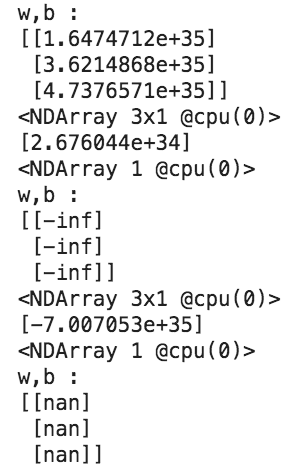 w,b :
[[1.6474712e+35]
 [3.6214868e+35]
 [4.7376571e+35]]
<NDArray 3x1 @cpu(0)>
[2.676044e+34]
<NDArray 1 @cpu(0)>
w,b :
[[-inf]
 [-inf]
 [-inf]]
<NDArray 3x1 @cpu(0)>
[-7.007053e+35]
<NDArray 1 @cpu(0)>
w,b :
[[nan]
 [nan]
 [nan]]